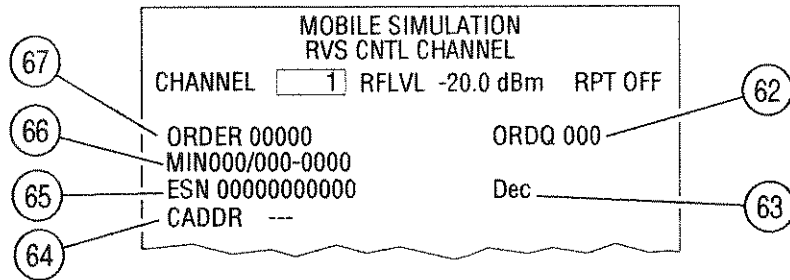 MOBILE SIMULATION
RVS CNTL CHANNEL
CHANNEL 1 RFLVL -20.0 dBm RPT OFF
67
62
ORDER 00000 ORDQ 000
66
MIN000/000-0000
65
ESN 00000000000 Dec
63
CADDR ---
64